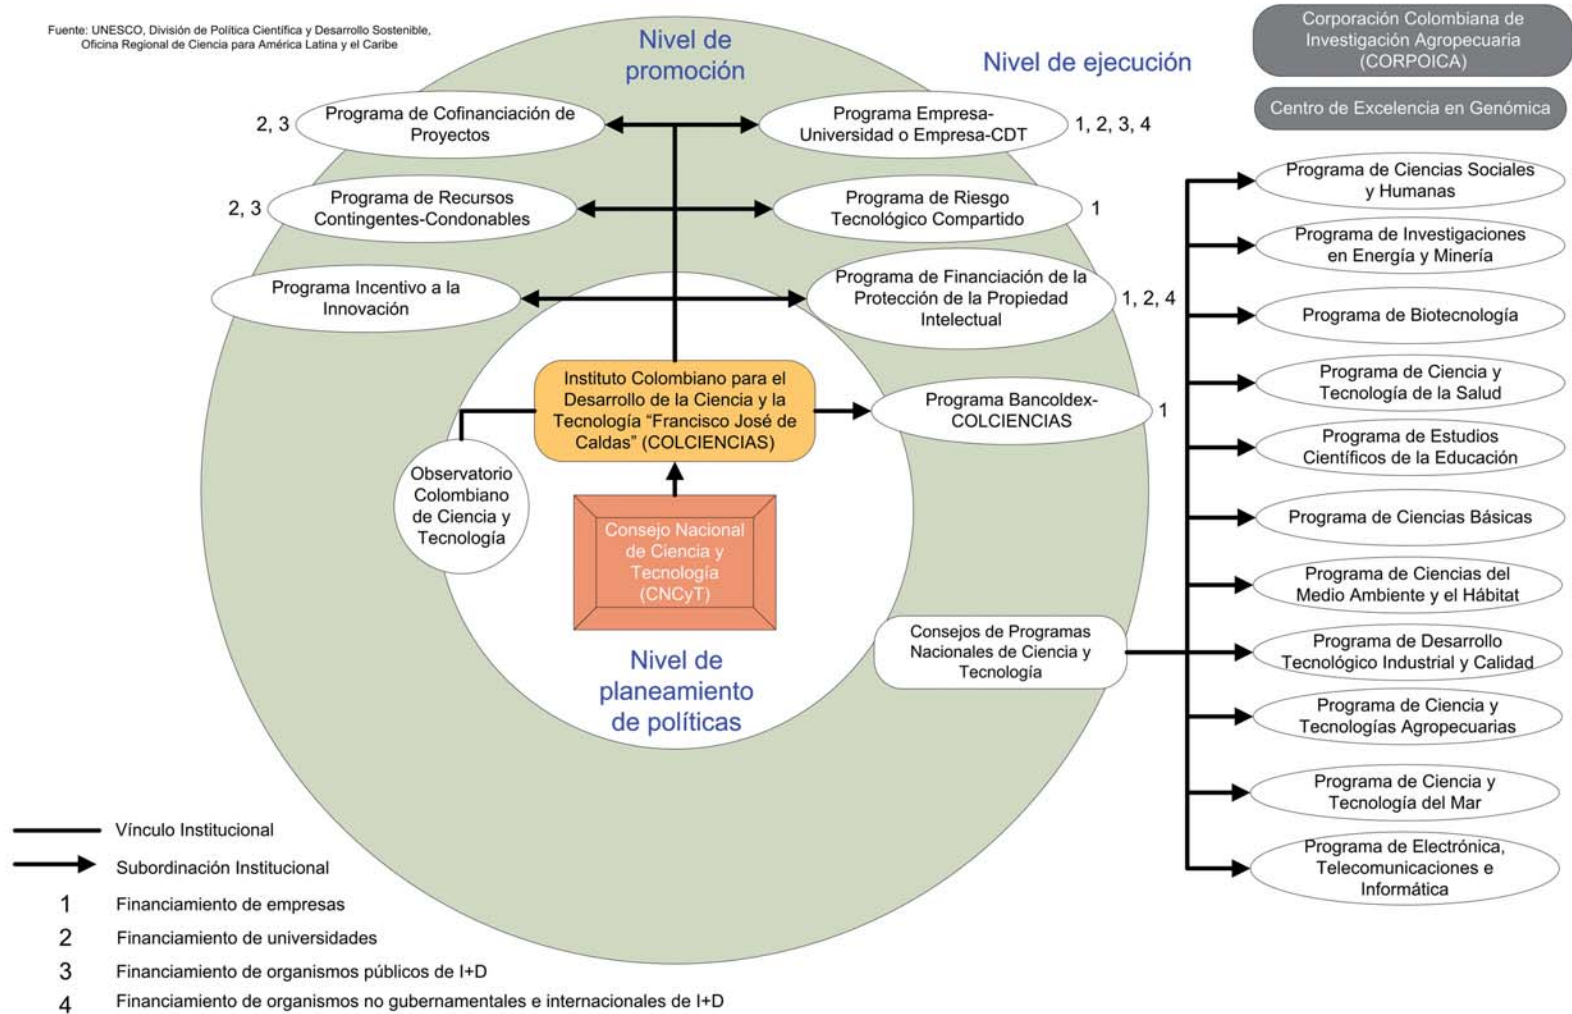 Fuente: UNESCO, División de Política Científica y Desarrollo Sostenible,
Oficina Regional de Ciencia para América Latina y el Caribe
Nivel de
promoción
Nivel de ejecución
Corporación Colombiana de
Investigación Agropecuaria
(CORPOICA)
Centro de Excelencia en Genómica
2, 3
Programa de Cofinanciación de
Proyectos
Programa Empresa-
Universidad o Empresa-CDT
1, 2, 3, 4
2, 3
Programa de Recursos
Contingentes-Condonables
Programa de Riesgo
Tecnológico Compartido
1
Programa Incentivo a la
Innovación
Programa de Financiación de la
Protección de la Propiedad
Intelectual
1, 2, 4
Instituto Colombiano para el
Desarrollo de la Ciencia y la
Tecnología “Francisco José de
Caldas” (COLCIENCIAS)
Programa Bancoldex-
COLCIENCIAS
1
Observatorio
Colombiano
de Ciencia y
Tecnología
Consejo Nacional
de Ciencia y
Tecnología
(CNCyT)
Nivel de
planeamiento
de políticas
Consejos de Programas
Nacionales de Ciencia y
Tecnología
Programa de Ciencias Sociales
y Humanas
Programa de Investigaciones
en Energía y Minería
Programa de Biotecnología
Programa de Ciencia y
Tecnología de la Salud
Programa de Estudios
Científicos de la Educación
Programa de Ciencias Básicas
Programa de Ciencias del
Medio Ambiente y el Hábitat
Programa de Desarrollo
Tecnológico Industrial y Calidad
Programa de Ciencia y
Tecnologías Agropecuarias
Programa de Ciencia y
Tecnología del Mar
Programa de Electrónica,
Telecomunicaciones e
Informática
Vínculo Institucional
Subordinación Institucional
1 Financiamiento de empresas
2 Financiamiento de universidades
3 Financiamiento de organismos públicos de I+D
4 Financiamiento de organismos no gubernamentales e internacionales de I+D